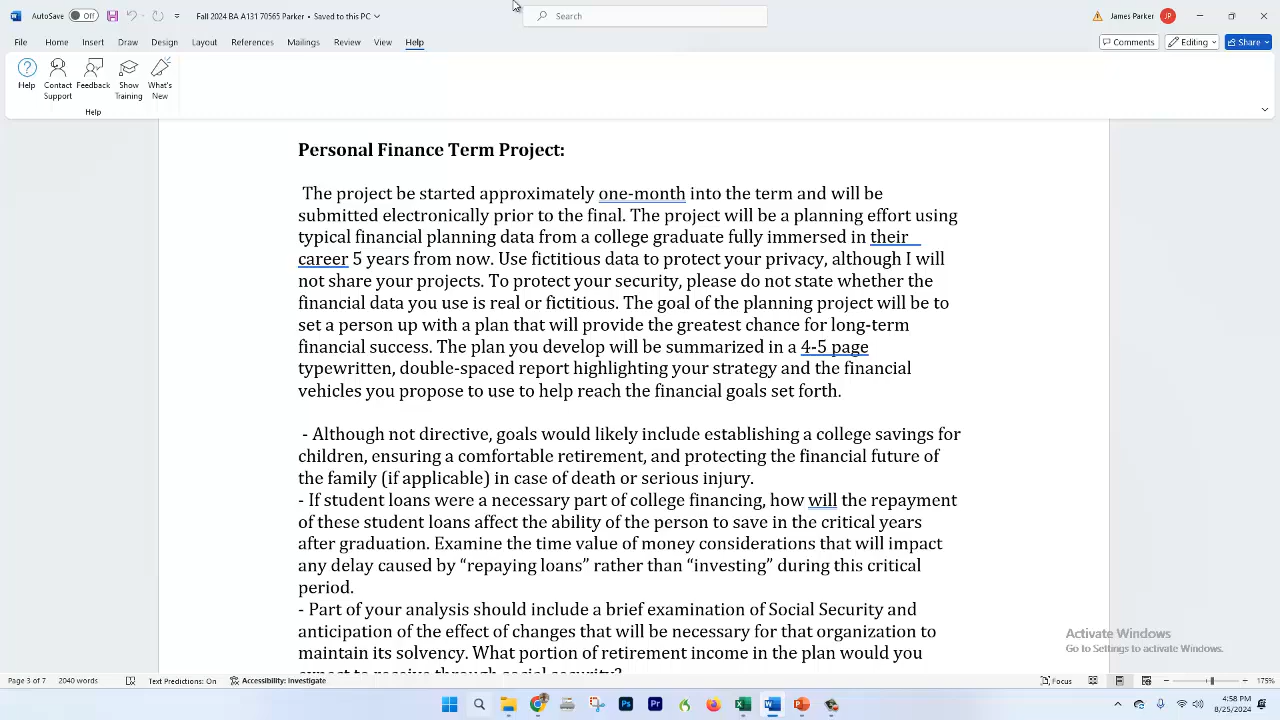 AutoSave Off Fall 2024 BA A131 70565 Parker • Saved to this PC Search James Parker JP
File Home Insert Draw Design Layout References Mailings Review View Help Comments Editing Share
Help Contact Support Feedback Show Training What's New
Help
Personal Finance Term Project:
The project be started approximately one-month into the term and will be
submitted electronically prior to the final. The project will be a planning effort using
typical financial planning data from a college graduate fully immersed in their
career 5 years from now. Use fictitious data to protect your privacy, although I will
not share your projects. To protect your security, please do not state whether the
financial data you use is real or fictitious. The goal of the planning project will be to
set a person up with a plan that will provide the greatest chance for long-term
financial success. The plan you develop will be summarized in a 4-5 page
typewritten, double-spaced report highlighting your strategy and the financial
vehicles you propose to use to help reach the financial goals set forth.
- Although not directive, goals would likely include establishing a college savings for
children, ensuring a comfortable retirement, and protecting the financial future of
the family (if applicable) in case of death or serious injury.
- If student loans were a necessary part of college financing, how will the repayment
of these student loans affect the ability of the person to save in the critical years
after graduation. Examine the time value of money considerations that will impact
any delay caused by “repaying loans” rather than “investing” during this critical
period.
- Part of your analysis should include a brief examination of Social Security and
anticipation of the effect of changes that will be necessary for that organization to
maintain its solvency. What portion of retirement income in the plan would you
expect to receive through social security?
Activate Windows
Go to Settings to activate Windows.
Page 3 of 7 2040 words Text Predictions: On Accessibility: Investigate Focus 175%
4:58 PM
8/25/2024